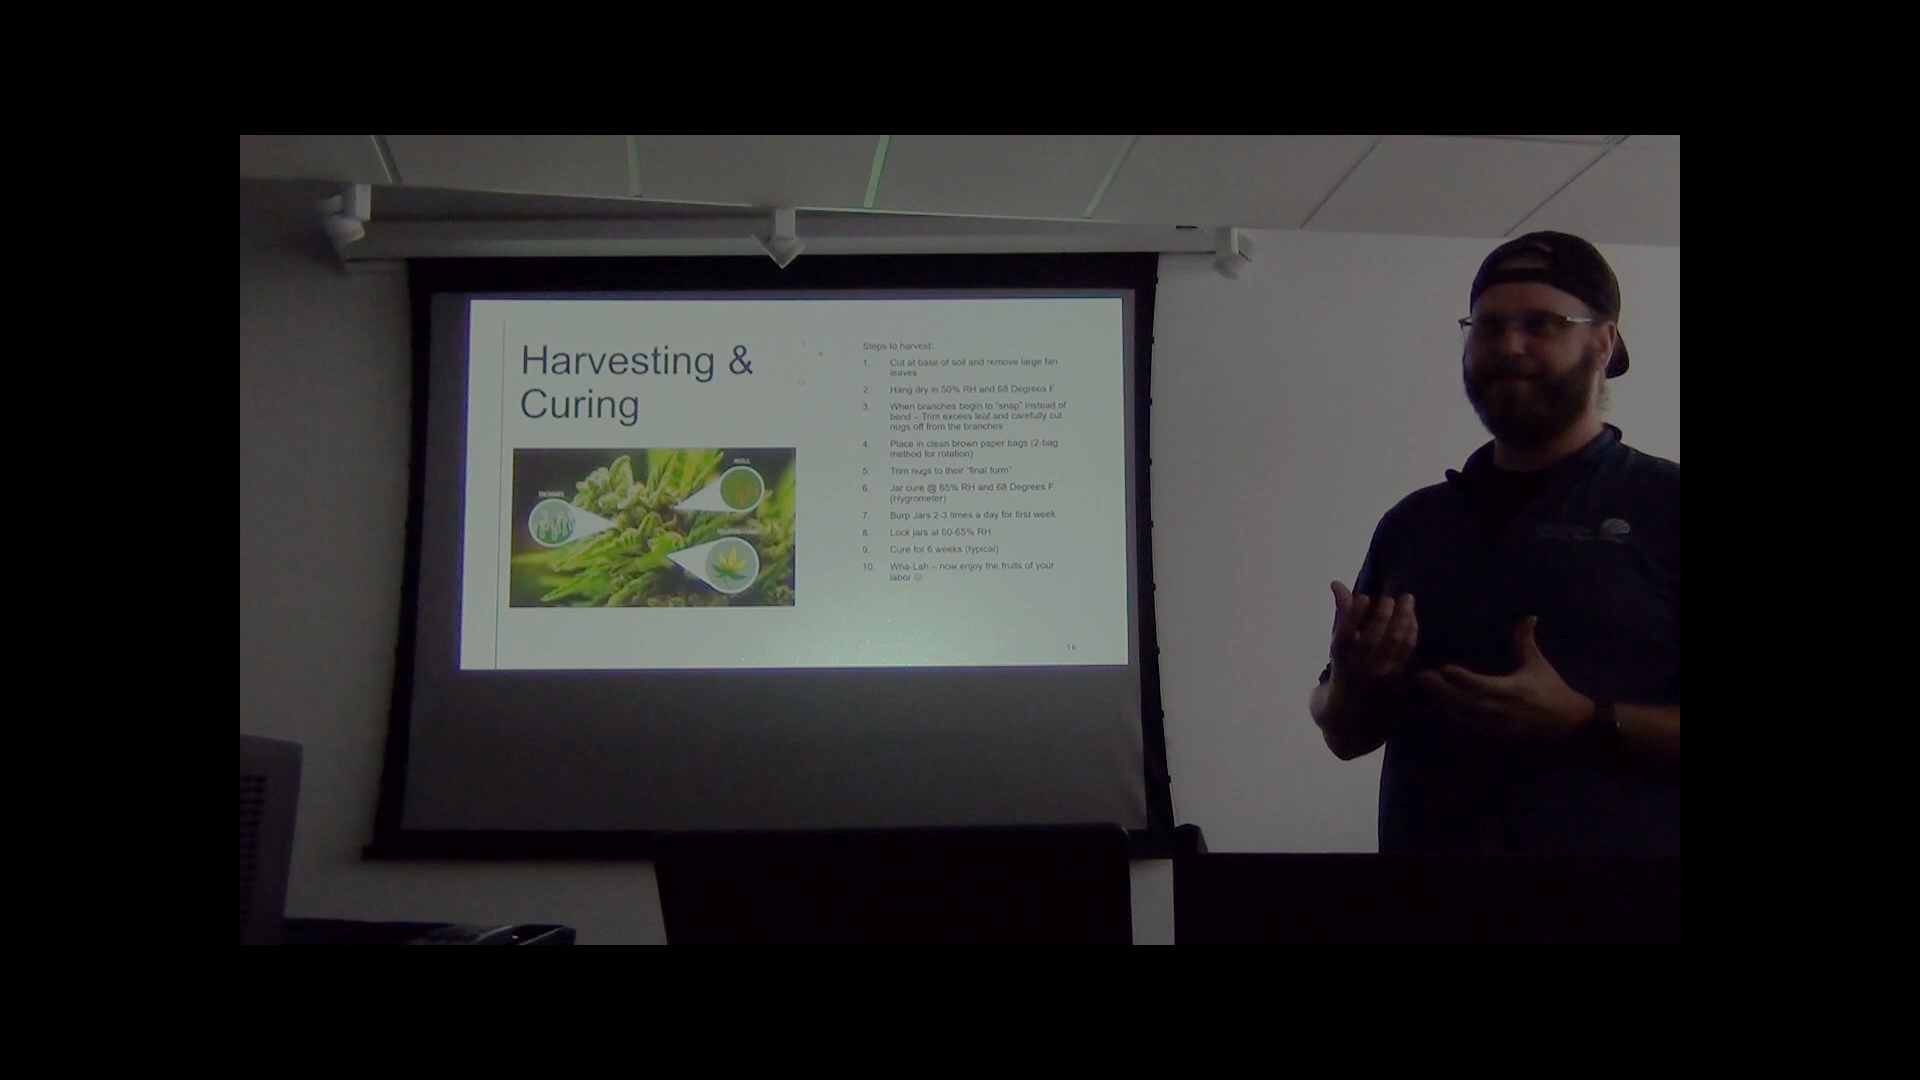 Harvesting &
Curing
Steps to harvest:
1. Cut at base of soil and remove large fan
leaves
2. Hang dry in 50% RH and 68 Degrees F
3. When branches begin to "snap" instead of
bend – Trim excess leaf and carefully cut
nugs off from the branches
4. Place in clean brown paper bags (2-bag
method for rotation)
5. Trim nugs to their "final form"
6. Jar cure @ 65% RH and 68 Degrees F
(Hygrometer)
7. Burp Jars 2-3 times a day for first week
8. Lock jars at 60-65% RH
9. Cure for 6 weeks (typical)
10. Wha-Lah – now enjoy the fruits of your
labor ☺
PISTILS
TRICHOMES
16